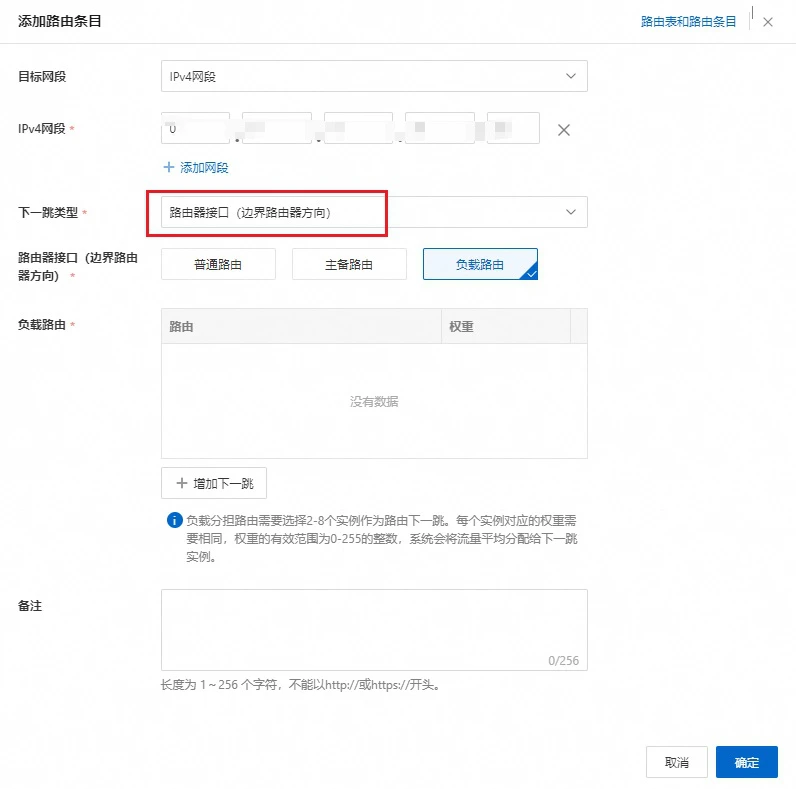 添加路由条目
路由表和路由条目
目标网段
IPv4网段
IPv4网段 *
0
添加网段
下一跳类型 *
路由器接口（边界路由器方向）
路由器接口（边界路由
器方向） *
普通路由
主备路由
负载路由
负载路由 *
路由
权重
没有数据
增加下一跳
负载分担路由需要选择2-8个实例作为路由下一跳。每个实例对应的权重需
要相同，权重的有效范围为0-255的整数，系统会将流量平均分配给下一跳
实例。
备注
0/256
长度为 1～256 个字符，不能以http://或https://开头。
取消
确定